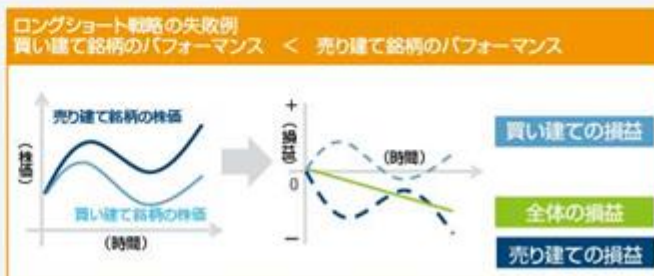 ロングショート戦略の失敗例
買い建て銘柄のパフォーマンス ＜ 売り建て銘柄のパフォーマンス
売り建て銘柄の株価
(株価)
買い建て銘柄の株価
(時間)
+
(損益)
0
−
(時間)
買い建ての損益
全体の損益
売り建ての損益